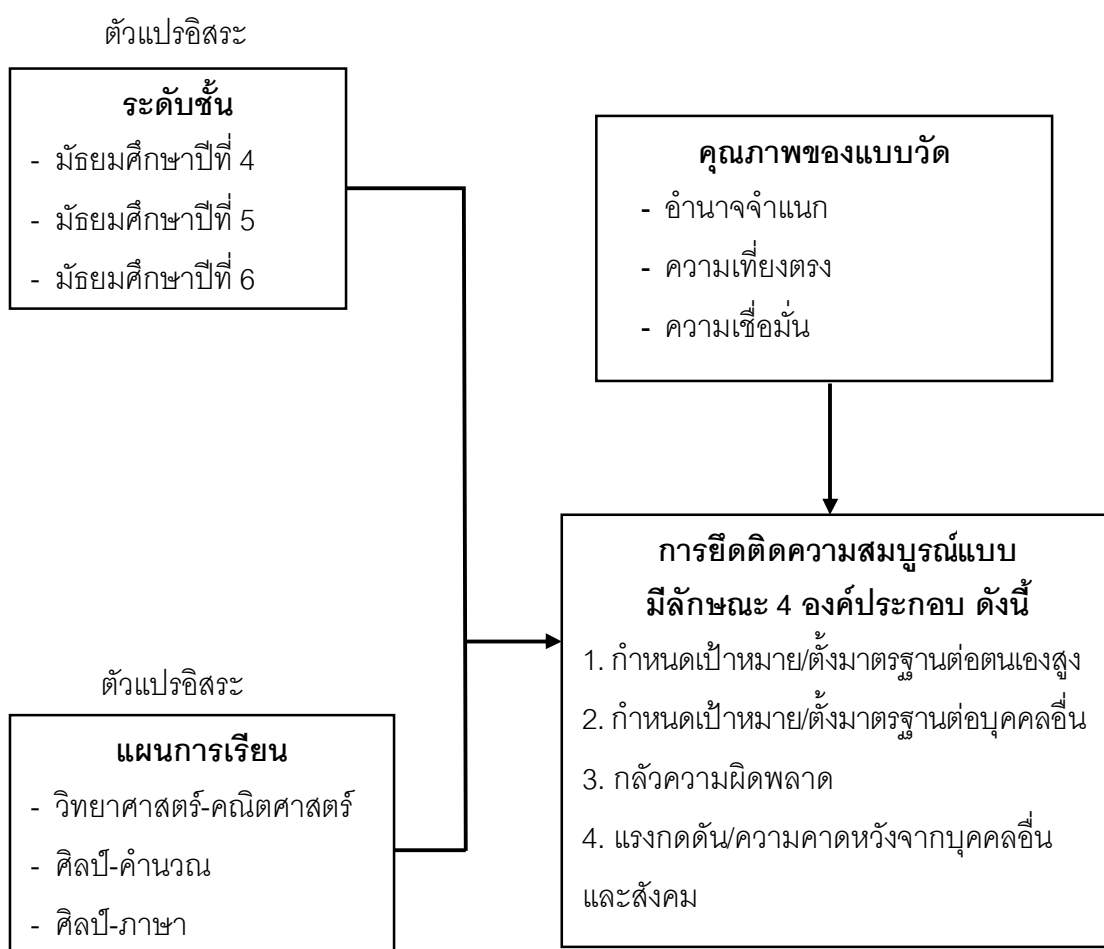 ตัวแปรอิสระ
ระดับชั้น
- มัธยมศึกษาปีที่ 4
- มัธยมศึกษาปีที่ 5
- มัธยมศึกษาปีที่ 6
คุณภาพของแบบวัด
- อำนาจจำแนก
- ความเที่ยงตรง
- ความเชื่อมั่น
การยึดติดความสมบูรณ์แบบ
มีลักษณะ 4 องค์ประกอบ ดังนี้
1. กำหนดเป้าหมาย/ตั้งมาตรฐานต่อตนเองสูง
2. กำหนดเป้าหมาย/ตั้งมาตรฐานต่อบุคคลอื่น
3. กลัวความผิดพลาด
4. แรงกดดัน/ความคาดหวังจากบุคคลอื่น
และสังคม
ตัวแปรอิสระ
แผนการเรียน
- วิทยาศาสตร์-คณิตศาสตร์
- ศิลป์-คำนวณ
- ศิลป์-ภาษา